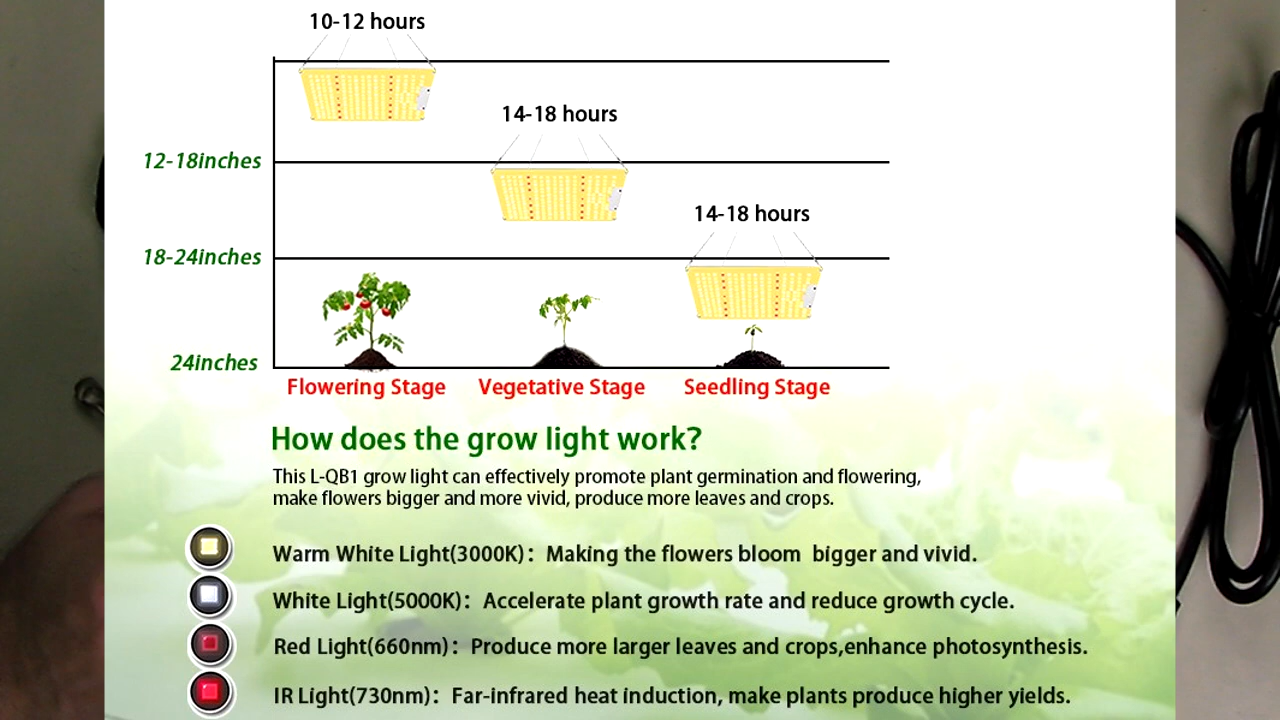 10-12 hours
14-18 hours
12-18inches
14-18 hours
18-24inches
24inches
Flowering Stage Vegetative Stage Seedling Stage
How does the grow light work?
This L-QB1 grow light can effectively promote plant germination and flowering,
make flowers bigger and more vivid, produce more leaves and crops.
Warm White Light(3000K): Making the flowers bloom bigger and vivid.
White Light(5000K): Accelerate plant growth rate and reduce growth cycle.
Red Light(660nm): Produce more larger leaves and crops,enhance photosynthesis.
IR Light(730nm): Far-infrared heat induction, make plants produce higher yields.